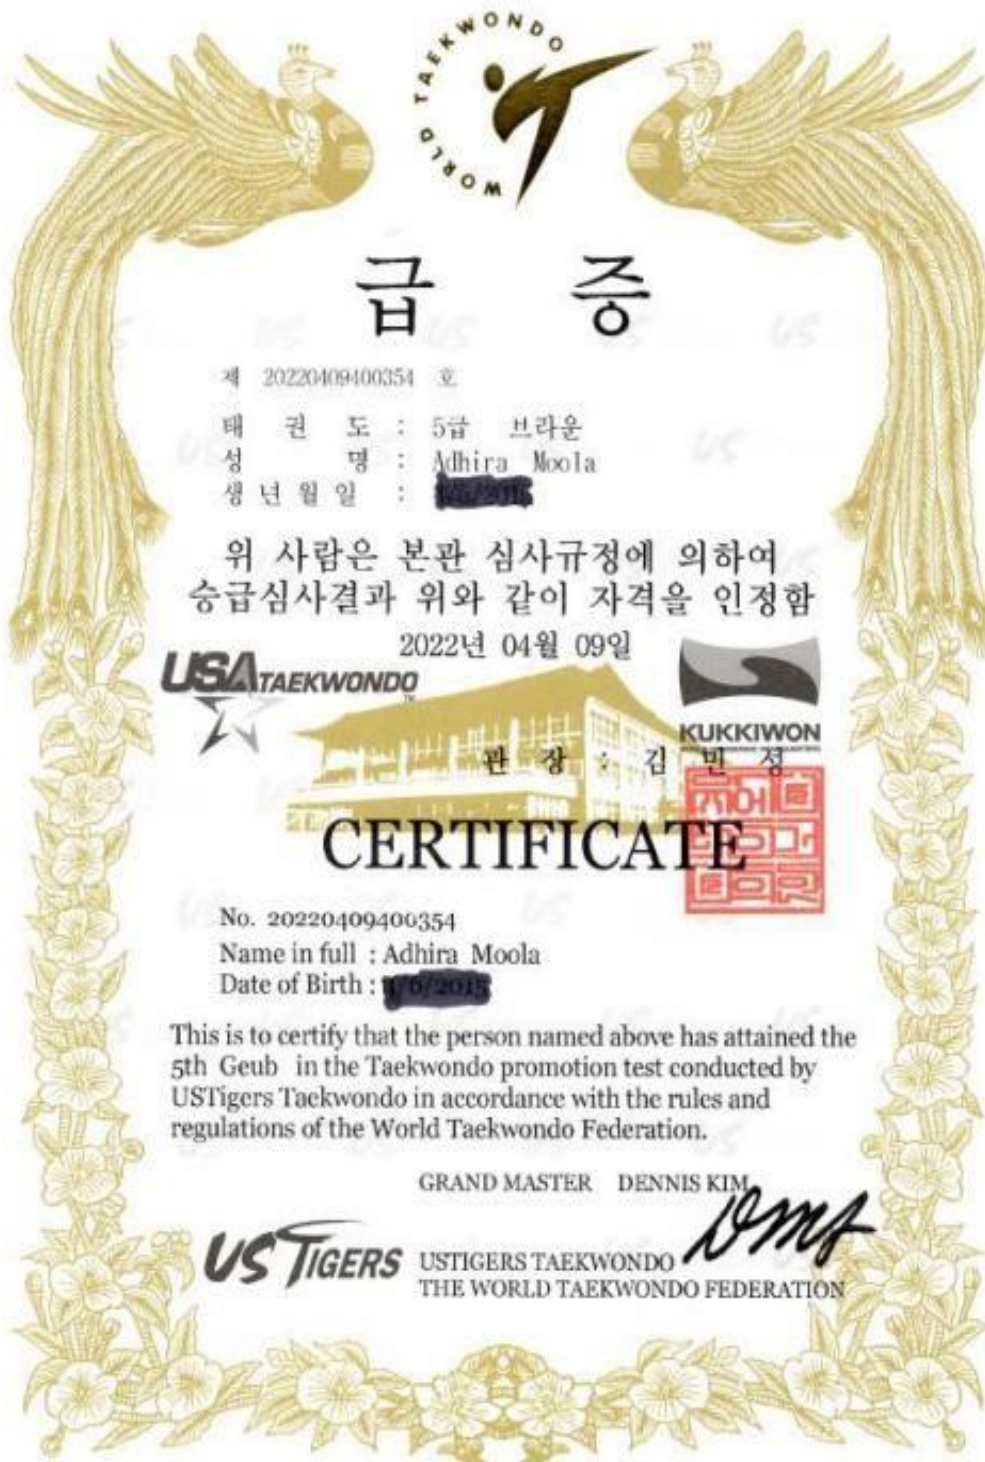 WORLD TAEKWONDO
급 증
제 20220409400354 호
태 권 도 : 5급 브라운
성 명 : Adhira Moola
생 년 월 일 :
위 사람은 본관 심사규정에 의하여
승급심사결과 위와 같이 자격을 인정함
2022년 04월 09일
USA TAEKWONDO
KUKKIWON
관 장 : 김 민 성
CERTIFICATE
No. 20220409400354
Name in full : Adhira Moola
Date of Birth :
This is to certify that the person named above has attained the
5th Geub in the Taekwondo promotion test conducted by
USTigers Taekwondo in accordance with the rules and
regulations of the World Taekwondo Federation.
GRAND MASTER DENNIS KIM
US TIGERS
USTIGERS TAEKWONDO
THE WORLD TAEKWONDO FEDERATION